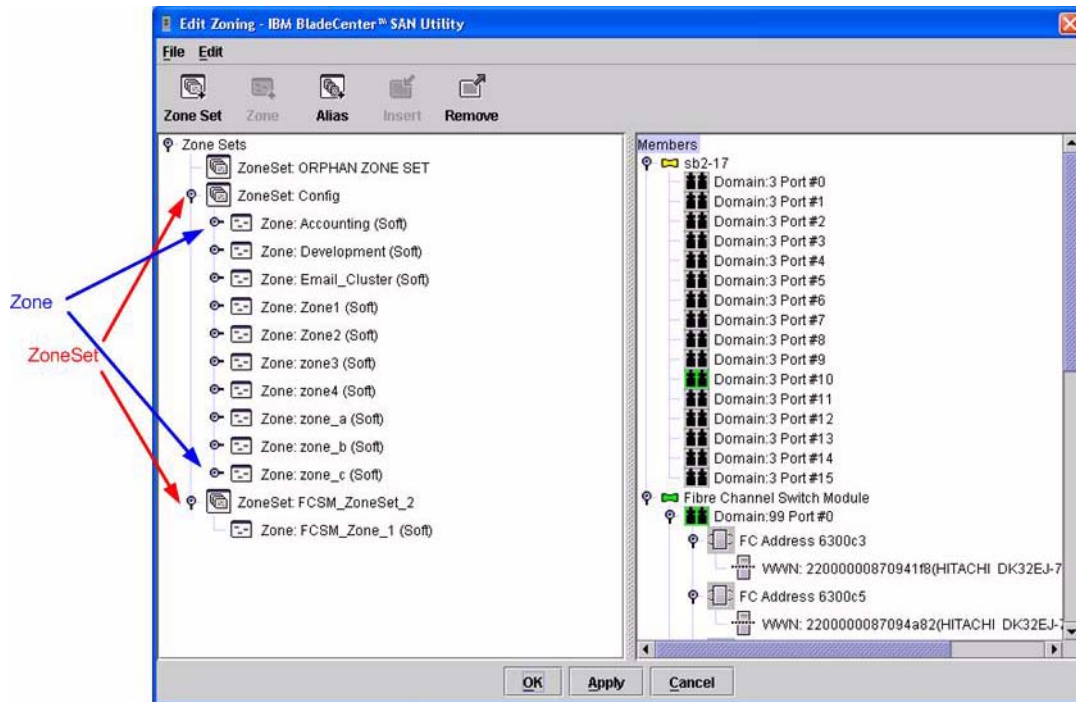 Edit Zoning - IBM BladeCenter™ SAN Utility
File Edit
Zone Set Zone Alias Insert Remove
Zone Sets
ZoneSet: ORPHAN ZONE SET
ZoneSet: Config
Zone: Accounting (Soft)
Zone: Development (Soft)
Zone: Email_Cluster (Soft)
Zone: Zone1 (Soft)
Zone: Zone2 (Soft)
Zone: zone3 (Soft)
Zone: zone4 (Soft)
Zone: zone_a (Soft)
Zone: zone_b (Soft)
Zone: zone_c (Soft)
ZoneSet: FCSM_ZoneSet_2
Zone: FCSM_Zone_1 (Soft)
Zone
ZoneSet
Members
sb2-17
Domain:3 Port #0
Domain:3 Port #1
Domain:3 Port #2
Domain:3 Port #3
Domain:3 Port #4
Domain:3 Port #5
Domain:3 Port #6
Domain:3 Port #7
Domain:3 Port #8
Domain:3 Port #9
Domain:3 Port #10
Domain:3 Port #11
Domain:3 Port #12
Domain:3 Port #13
Domain:3 Port #14
Domain:3 Port #15
Fibre Channel Switch Module
Domain:99 Port #0
FC Address 6300c3
WWN: 22000000870941f8(HITACHI DK32EJ-7
FC Address 6300c5
WWN: 2200000087094a82(HITACHI DK32EJ-7
OK Apply Cancel